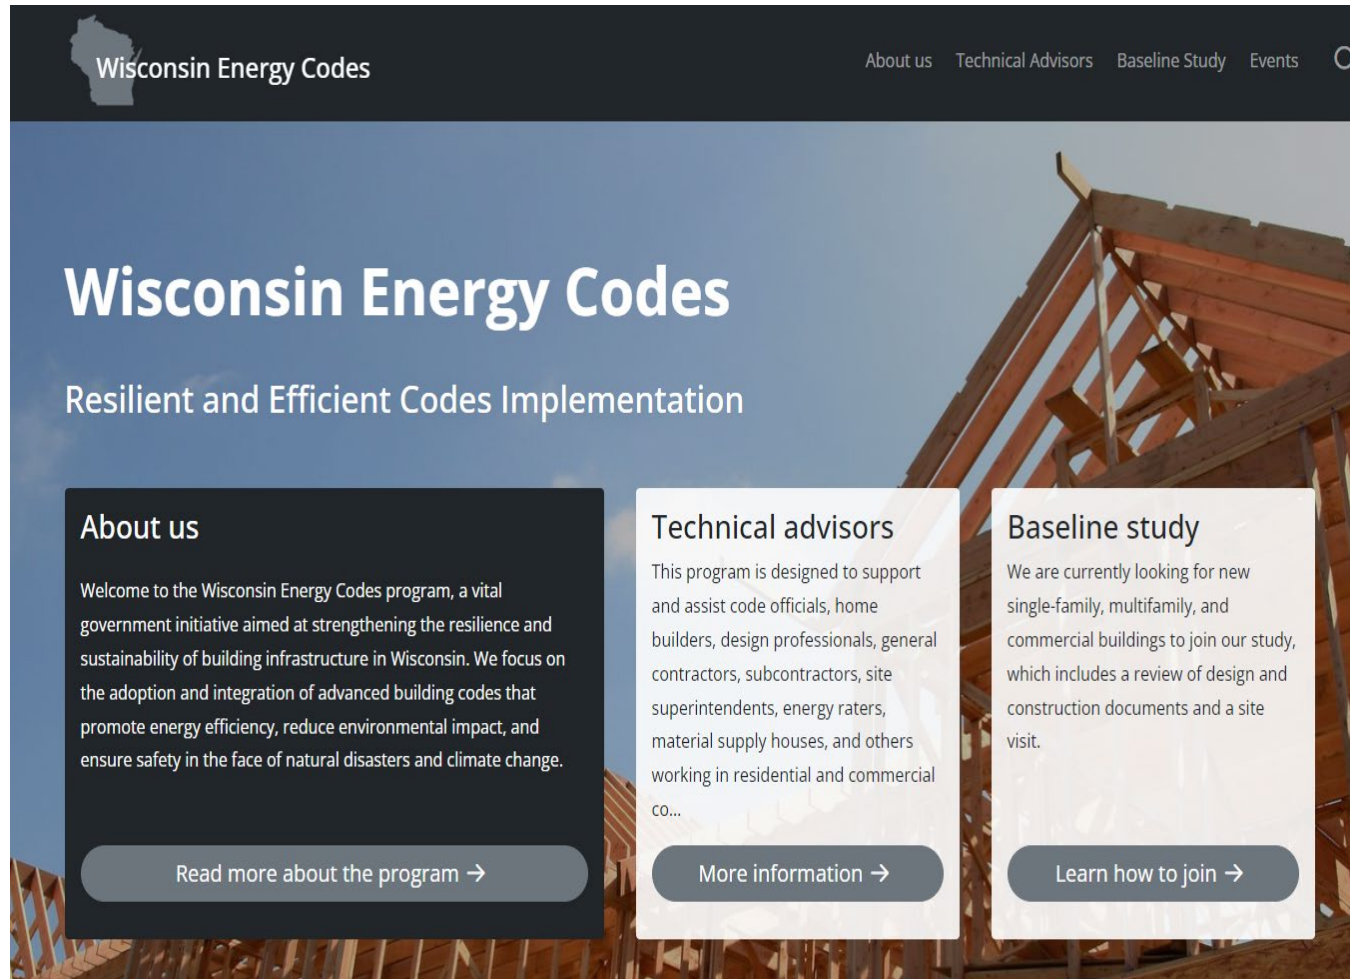 Wisconsin Energy Codes
About us Technical Advisors Baseline Study Events
Wisconsin Energy Codes
Resilient and Efficient Codes Implementation
About us
Welcome to the Wisconsin Energy Codes program, a vital
government initiative aimed at strengthening the resilience and
sustainability of building infrastructure in Wisconsin. We focus on
the adoption and integration of advanced building codes that
promote energy efficiency, reduce environmental impact, and
ensure safety in the face of natural disasters and climate change.
Read more about the program →
Technical advisors
This program is designed to support
and assist code officials, home
builders, design professionals, general
contractors, subcontractors, site
superintendents, energy raters,
material supply houses, and others
working in residential and commercial
co...
More information →
Baseline study
We are currently looking for new
single-family, multifamily, and
commercial buildings to join our study,
which includes a review of design and
construction documents and a site
visit.
Learn how to join →